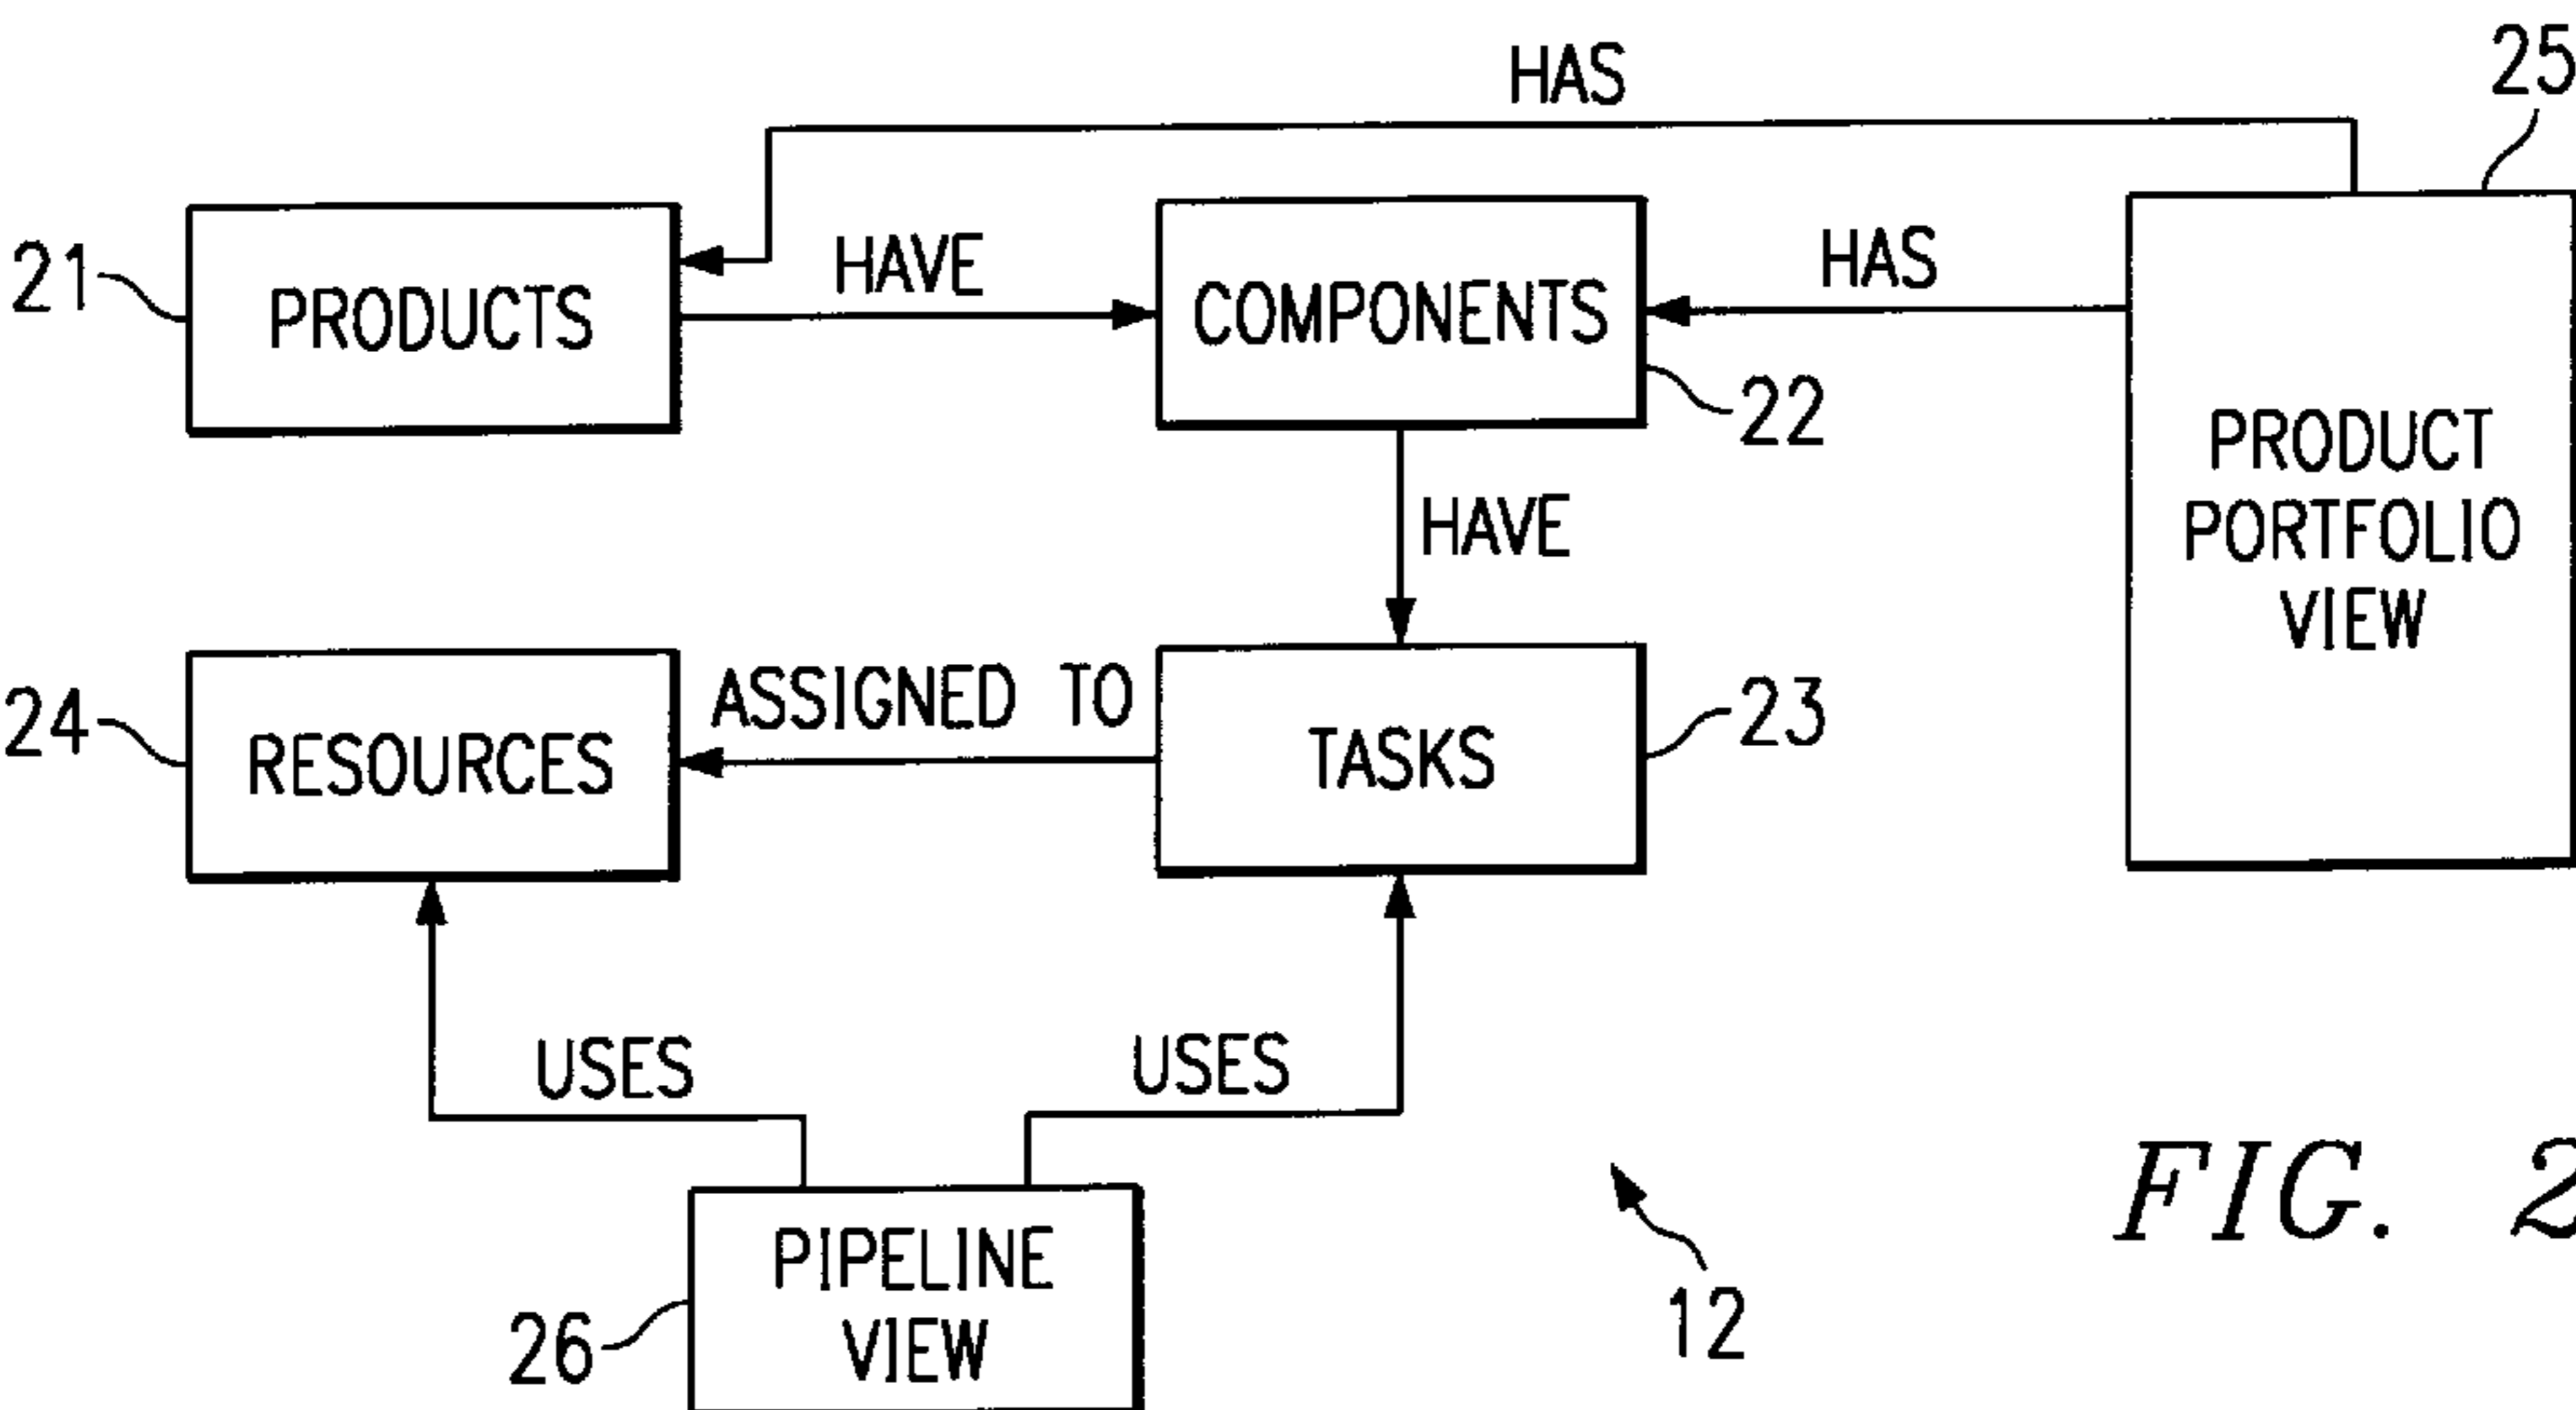 HAS
25
21
PRODUCTS
HAVE
COMPONENTS
HAS
22
PRODUCT
PORTFOLIO
VIEW
HAVE
24
RESOURCES
ASSIGNED TO
TASKS
23
USES
USES
PIPELINE
VIEW
26
12
FIG. 2